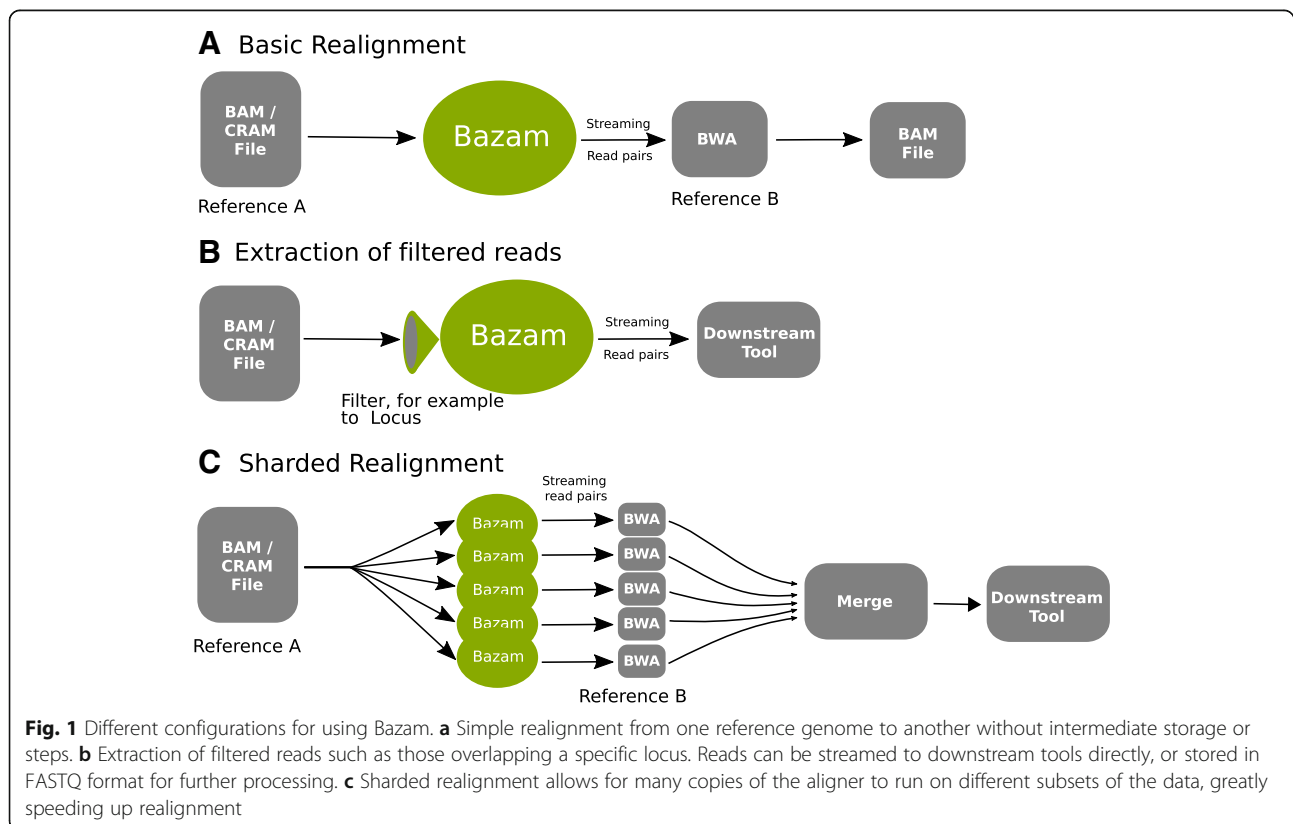 A Basic Realignment
BAM /
CRAM
File
Reference A
Bazam
Streaming
Read pairs
BWA
Reference B
BAM
File
B Extraction of filtered reads
BAM /
CRAM
File
Filter, for example
to Locus
Bazam
Streaming
Read pairs
Downstream
Tool
C Sharded Realignment
BAM /
CRAM
File
Reference A
Streaming
read pairs
Bazam
Bazam
Bazam
Bazam
Bazam
BWA
BWA
BWA
BWA
BWA
Reference B
Merge
Downstream
Tool
Fig. 1 Different configurations for using Bazam. a Simple realignment from one reference genome to another without intermediate storage or
steps. b Extraction of filtered reads such as those overlapping a specific locus. Reads can be streamed to downstream tools directly, or stored in
FASTQ format for further processing. c Sharded realignment allows for many copies of the aligner to run on different subsets of the data, greatly
speeding up realignment